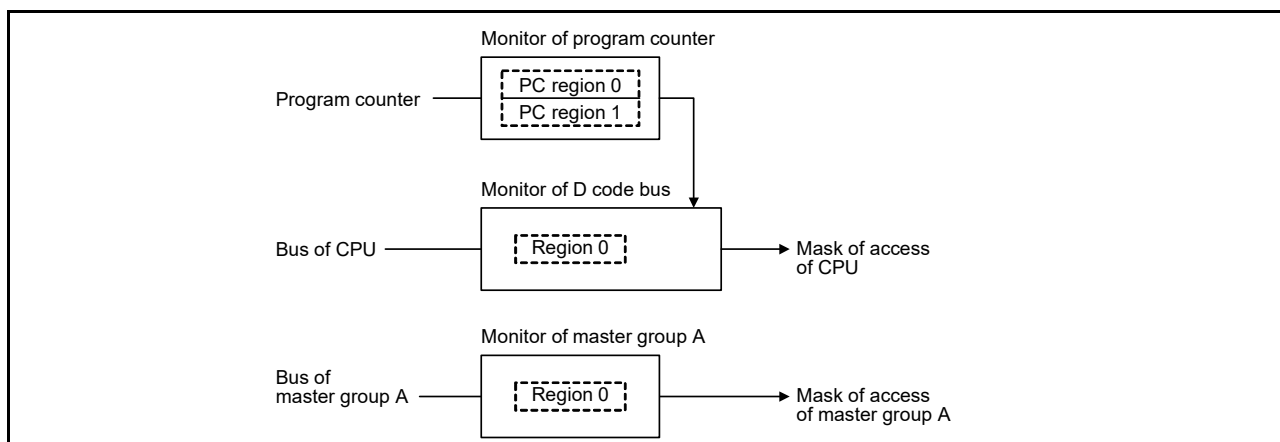 Monitor of program counter
Program counter
PC region 0
PC region 1
Monitor of D code bus
Bus of CPU
Region 0
Mask of access
of CPU
Monitor of master group A
Bus of
master group A
Region 0
Mask of access
of master group A